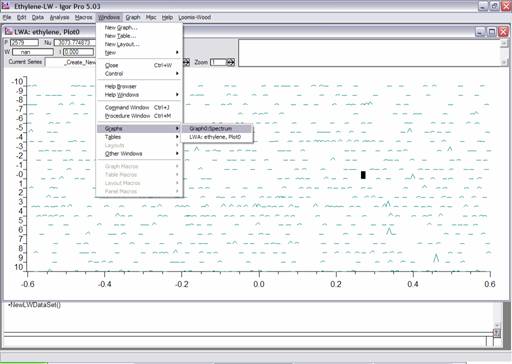 Ethylene-LW - Igor Pro 5.03
File Edit Data Analysis Macros Windows Graph Misc Help Loomis-Wood
LWA: ethylene, Plot0
P 2579 Nu 3073.774873
W nan I 0.000
Current Series _Create_New Zoom 1
New Graph...
New Table...
New Layout...
New
Close Ctrl+W
Control
Help Browser
Help Windows
Command Window Ctrl+J
Procedure Window Ctrl+M
Graphs
Tables
Layouts
Other Windows
Graph Macros
Table Macros
Layout Macros
Panel Macros
Graph0:Spectrum
LWA: ethylene, Plot0
-10
-9
-8
-7
-6
-5
-4
-3
-2
-1
-0
1
2
3
4
5
6
7
8
9
10
-0.6 -0.4 -0.2 0.0 0.2 0.4 0.6
•NewLWDataSet()